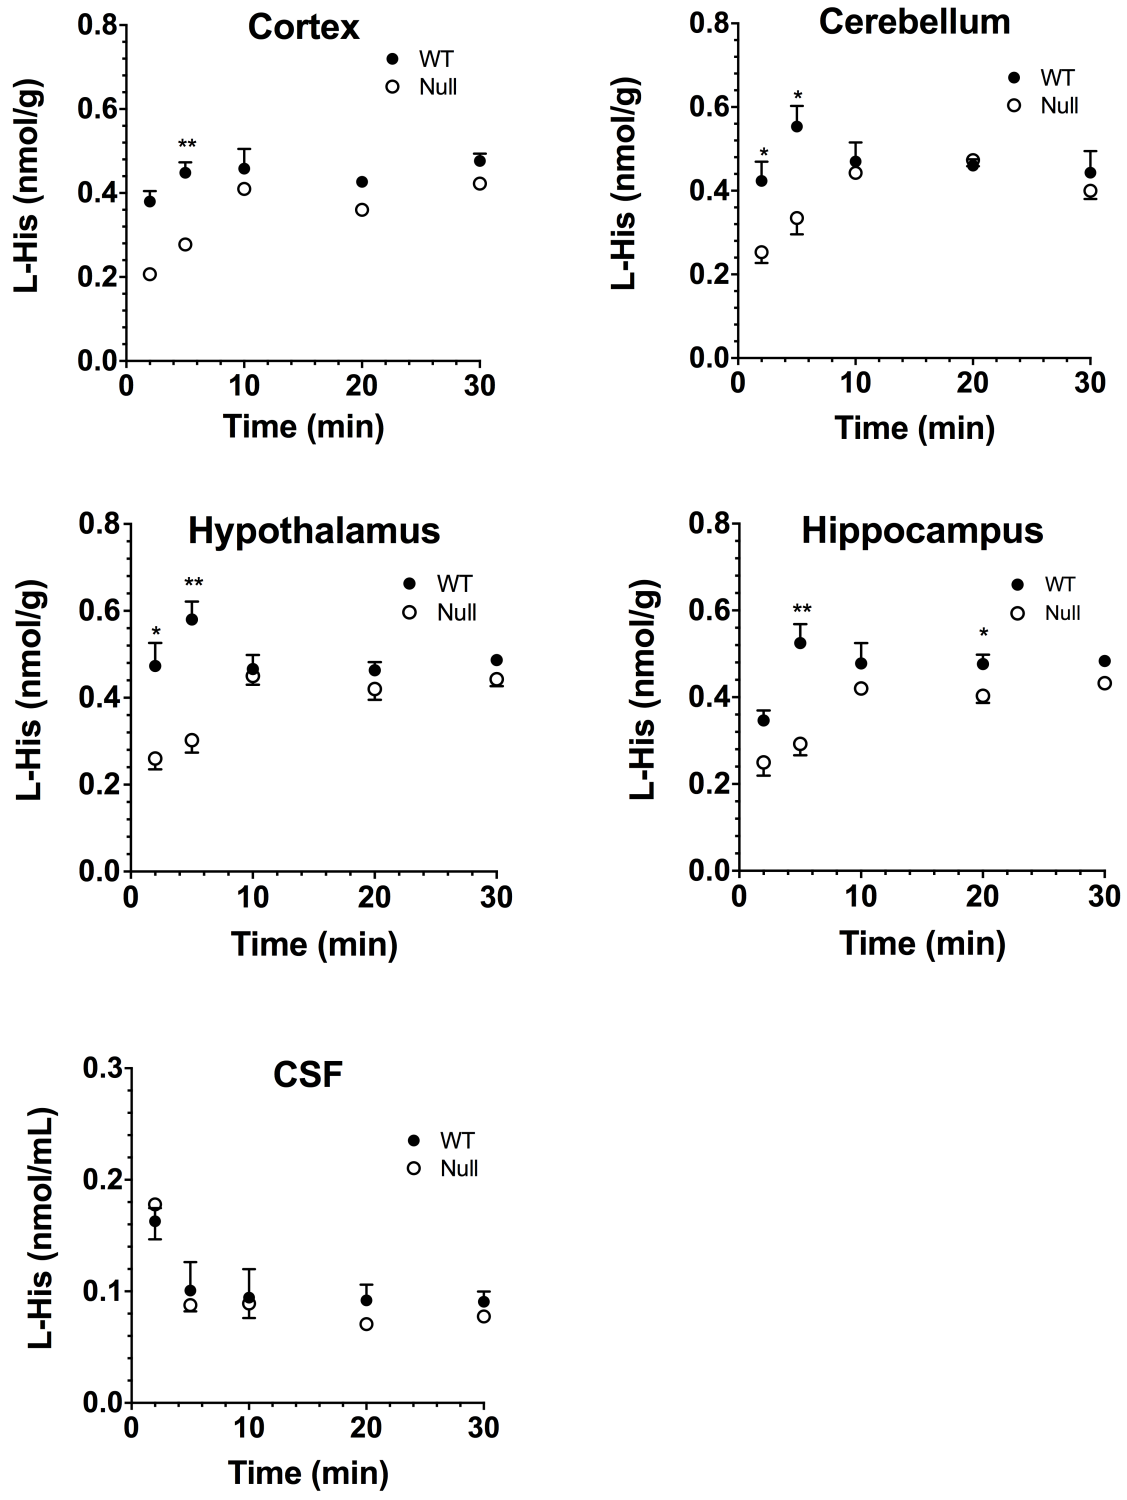 Cortex
0.8
0.6
0.4
0.2
0.0
L-His (nmol/g)
WT
Null
**
0 10 20 30
Time (min)
Cerebellum
0.8
0.6
0.4
0.2
0.0
L-His (nmol/g)
WT
Null
* *
0 10 20 30
Time (min)
Hypothalamus
0.8
0.6
0.4
0.2
0.0
L-His (nmol/g)
WT
Null
* **
0 10 20 30
Time (min)
Hippocampus
0.8
0.6
0.4
0.2
0.0
L-His (nmol/g)
WT
Null
** *
0 10 20 30
Time (min)
CSF
0.3
0.2
0.1
0.0
L-His (nmol/mL)
WT
Null
0 10 20 30
Time (min)